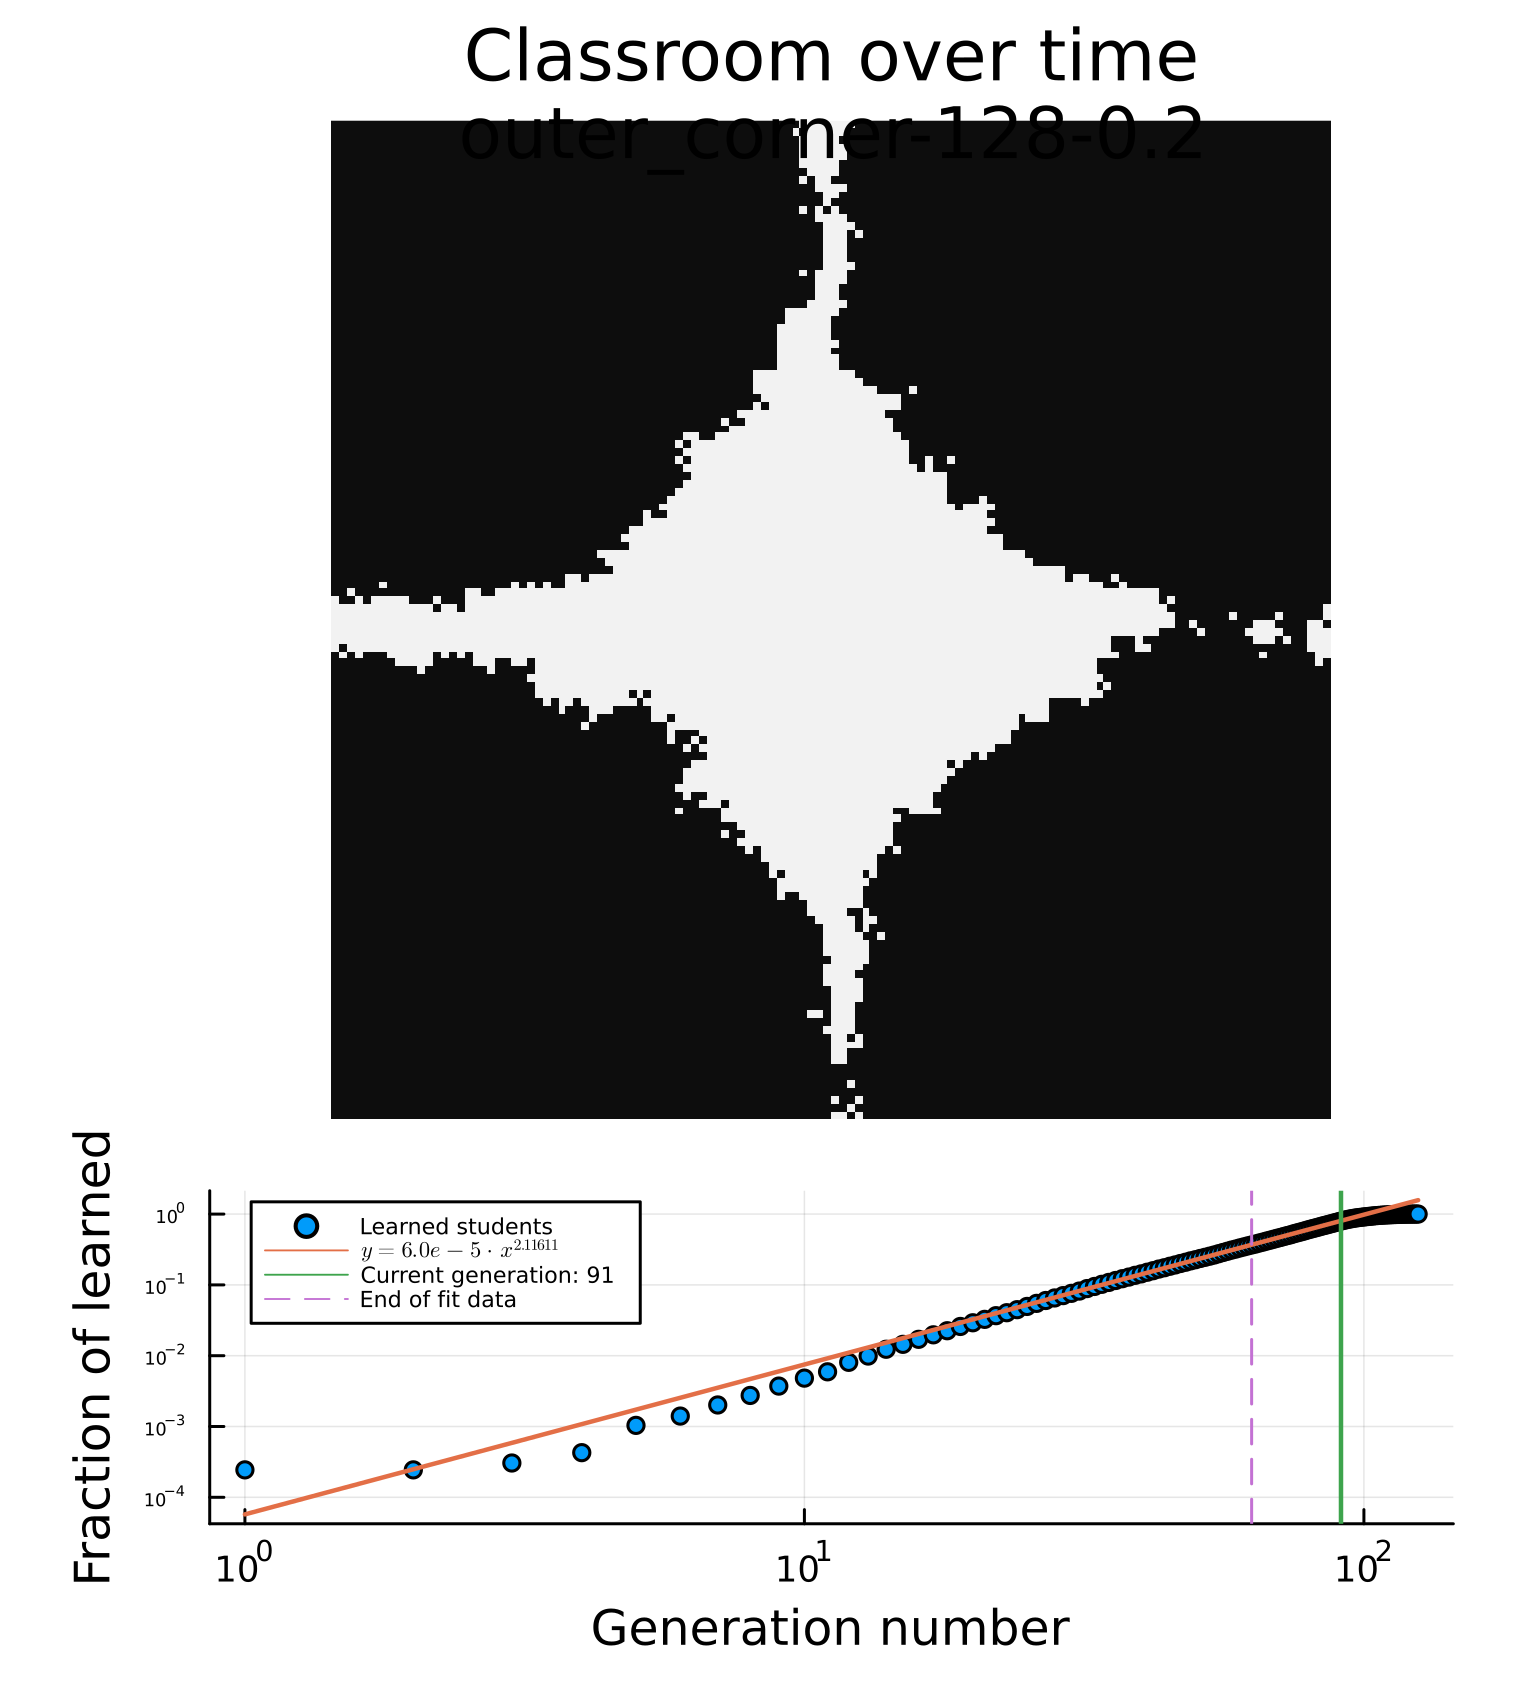 Classroom over time
outer_corner-128-0.2
Fraction of learned
10^0
10^-1
10^-2
10^-3
10^-4
Learned students
y = 6.0e − 5 · x^2.11611
Current generation: 91
End of fit data
10^0 10^1 10^2
Generation number